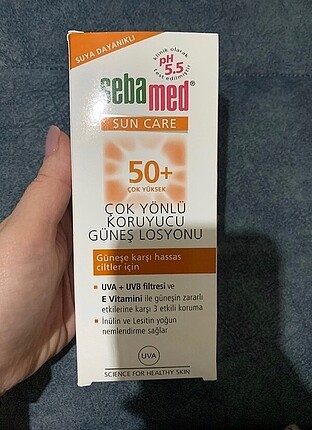 SUYA DAYANIKLI
klinik olarak
pH
5.5
test edilmiştir
sebamed®
SUN CARE
50+
ÇOK YÜKSEK
ÇOK YÖNLÜ
KORUYUCU
GÜNEŞ LOSYONU
Güneşe karşı hassas
ciltler için
UVA + UVB filtresi ve
E Vitamini ile güneşin zararlı
etkilerine karşı 3 etkili koruma
İnülin ve Lesitin yoğun
nemlendirme sağlar
UVA
SCIENCE FOR HEALTHY SKIN